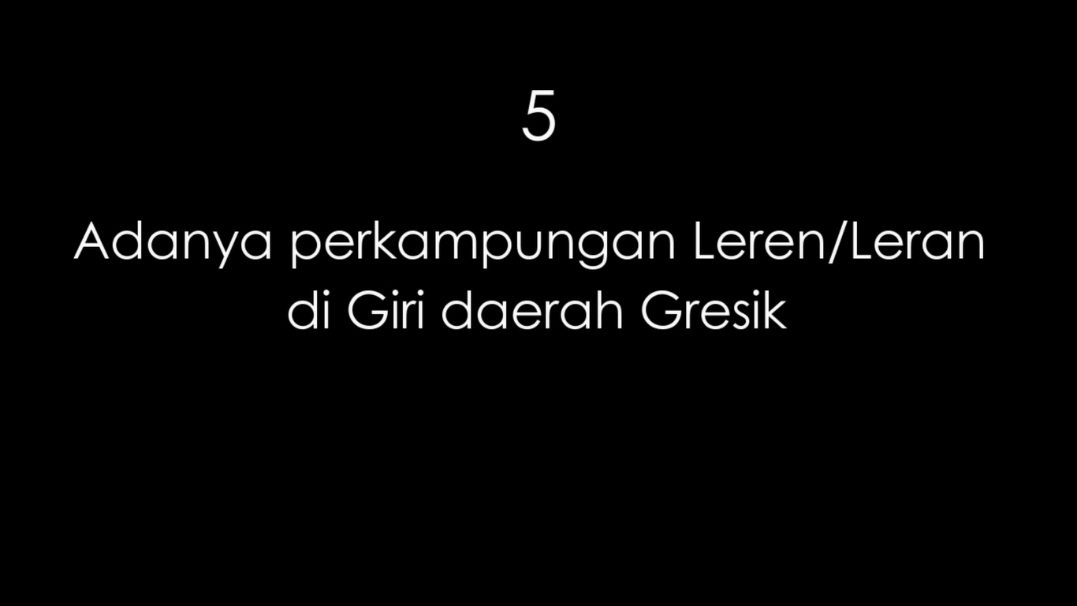 5
Adanya perkampungan Leren/Leran
di Giri daerah Gresik